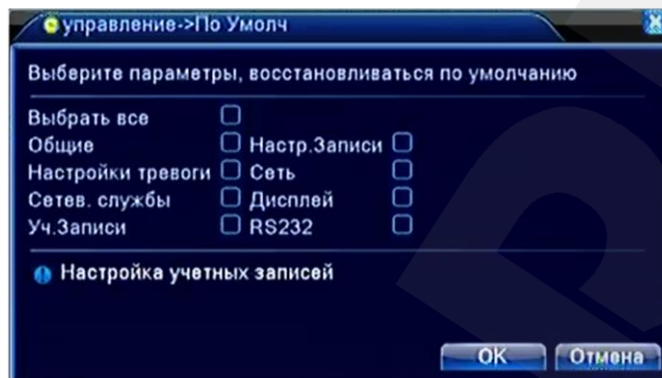 управление->По Умолч
Выберите параметры, восстановливаться по умолчанию
Выбрать все
Общие Настр.Записи
Настройки тревоги Сеть
Сетев. службы Дисплей
Уч.Записи RS232
Настройка учетных записей
OK Отмена